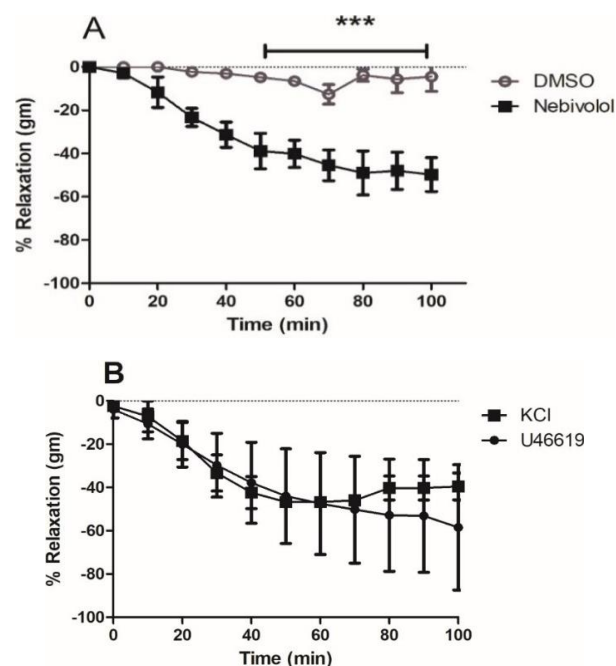 A
***
0
-20
-40
-60
-80
-100
% Relaxation (gm)
0 20 40 60 80 100
Time (min)
DMSO
Nebivolol
B
0
-20
-40
-60
-80
-100
% Relaxation (gm)
0 20 40 60 80 100
Time (min)
KCl
U46619